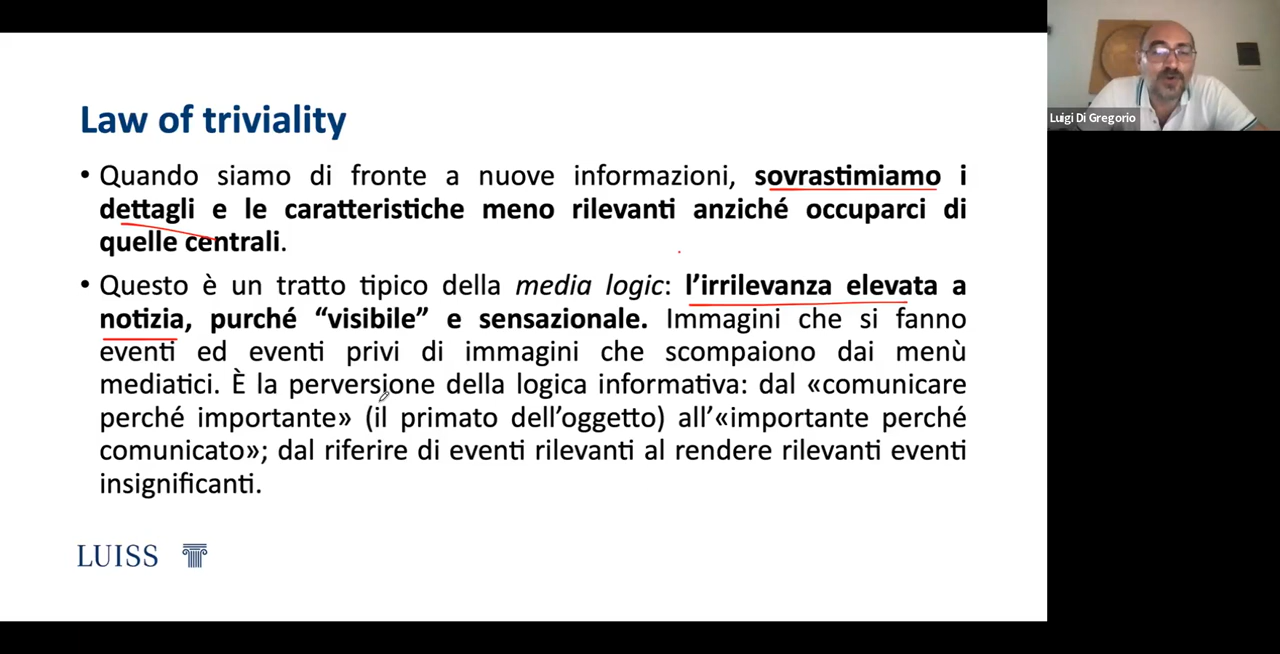 Law of triviality
• Quando siamo di fronte a nuove informazioni, sovrastimiamo i
dettagli e le caratteristiche meno rilevanti anziché occuparci di
quelle centrali.
• Questo è un tratto tipico della media logic: l’irrilevanza elevata a
notizia, purché “visibile” e sensazionale. Immagini che si fanno
eventi ed eventi privi di immagini che scompaiono dai menù
mediatici. È la perversione della logica informativa: dal «comunicare
perché importante» (il primato dell’oggetto) all’«importante perché
comunicato»; dal riferire di eventi rilevanti al rendere rilevanti eventi
insignificanti.
LUISS
Luigi Di Gregorio